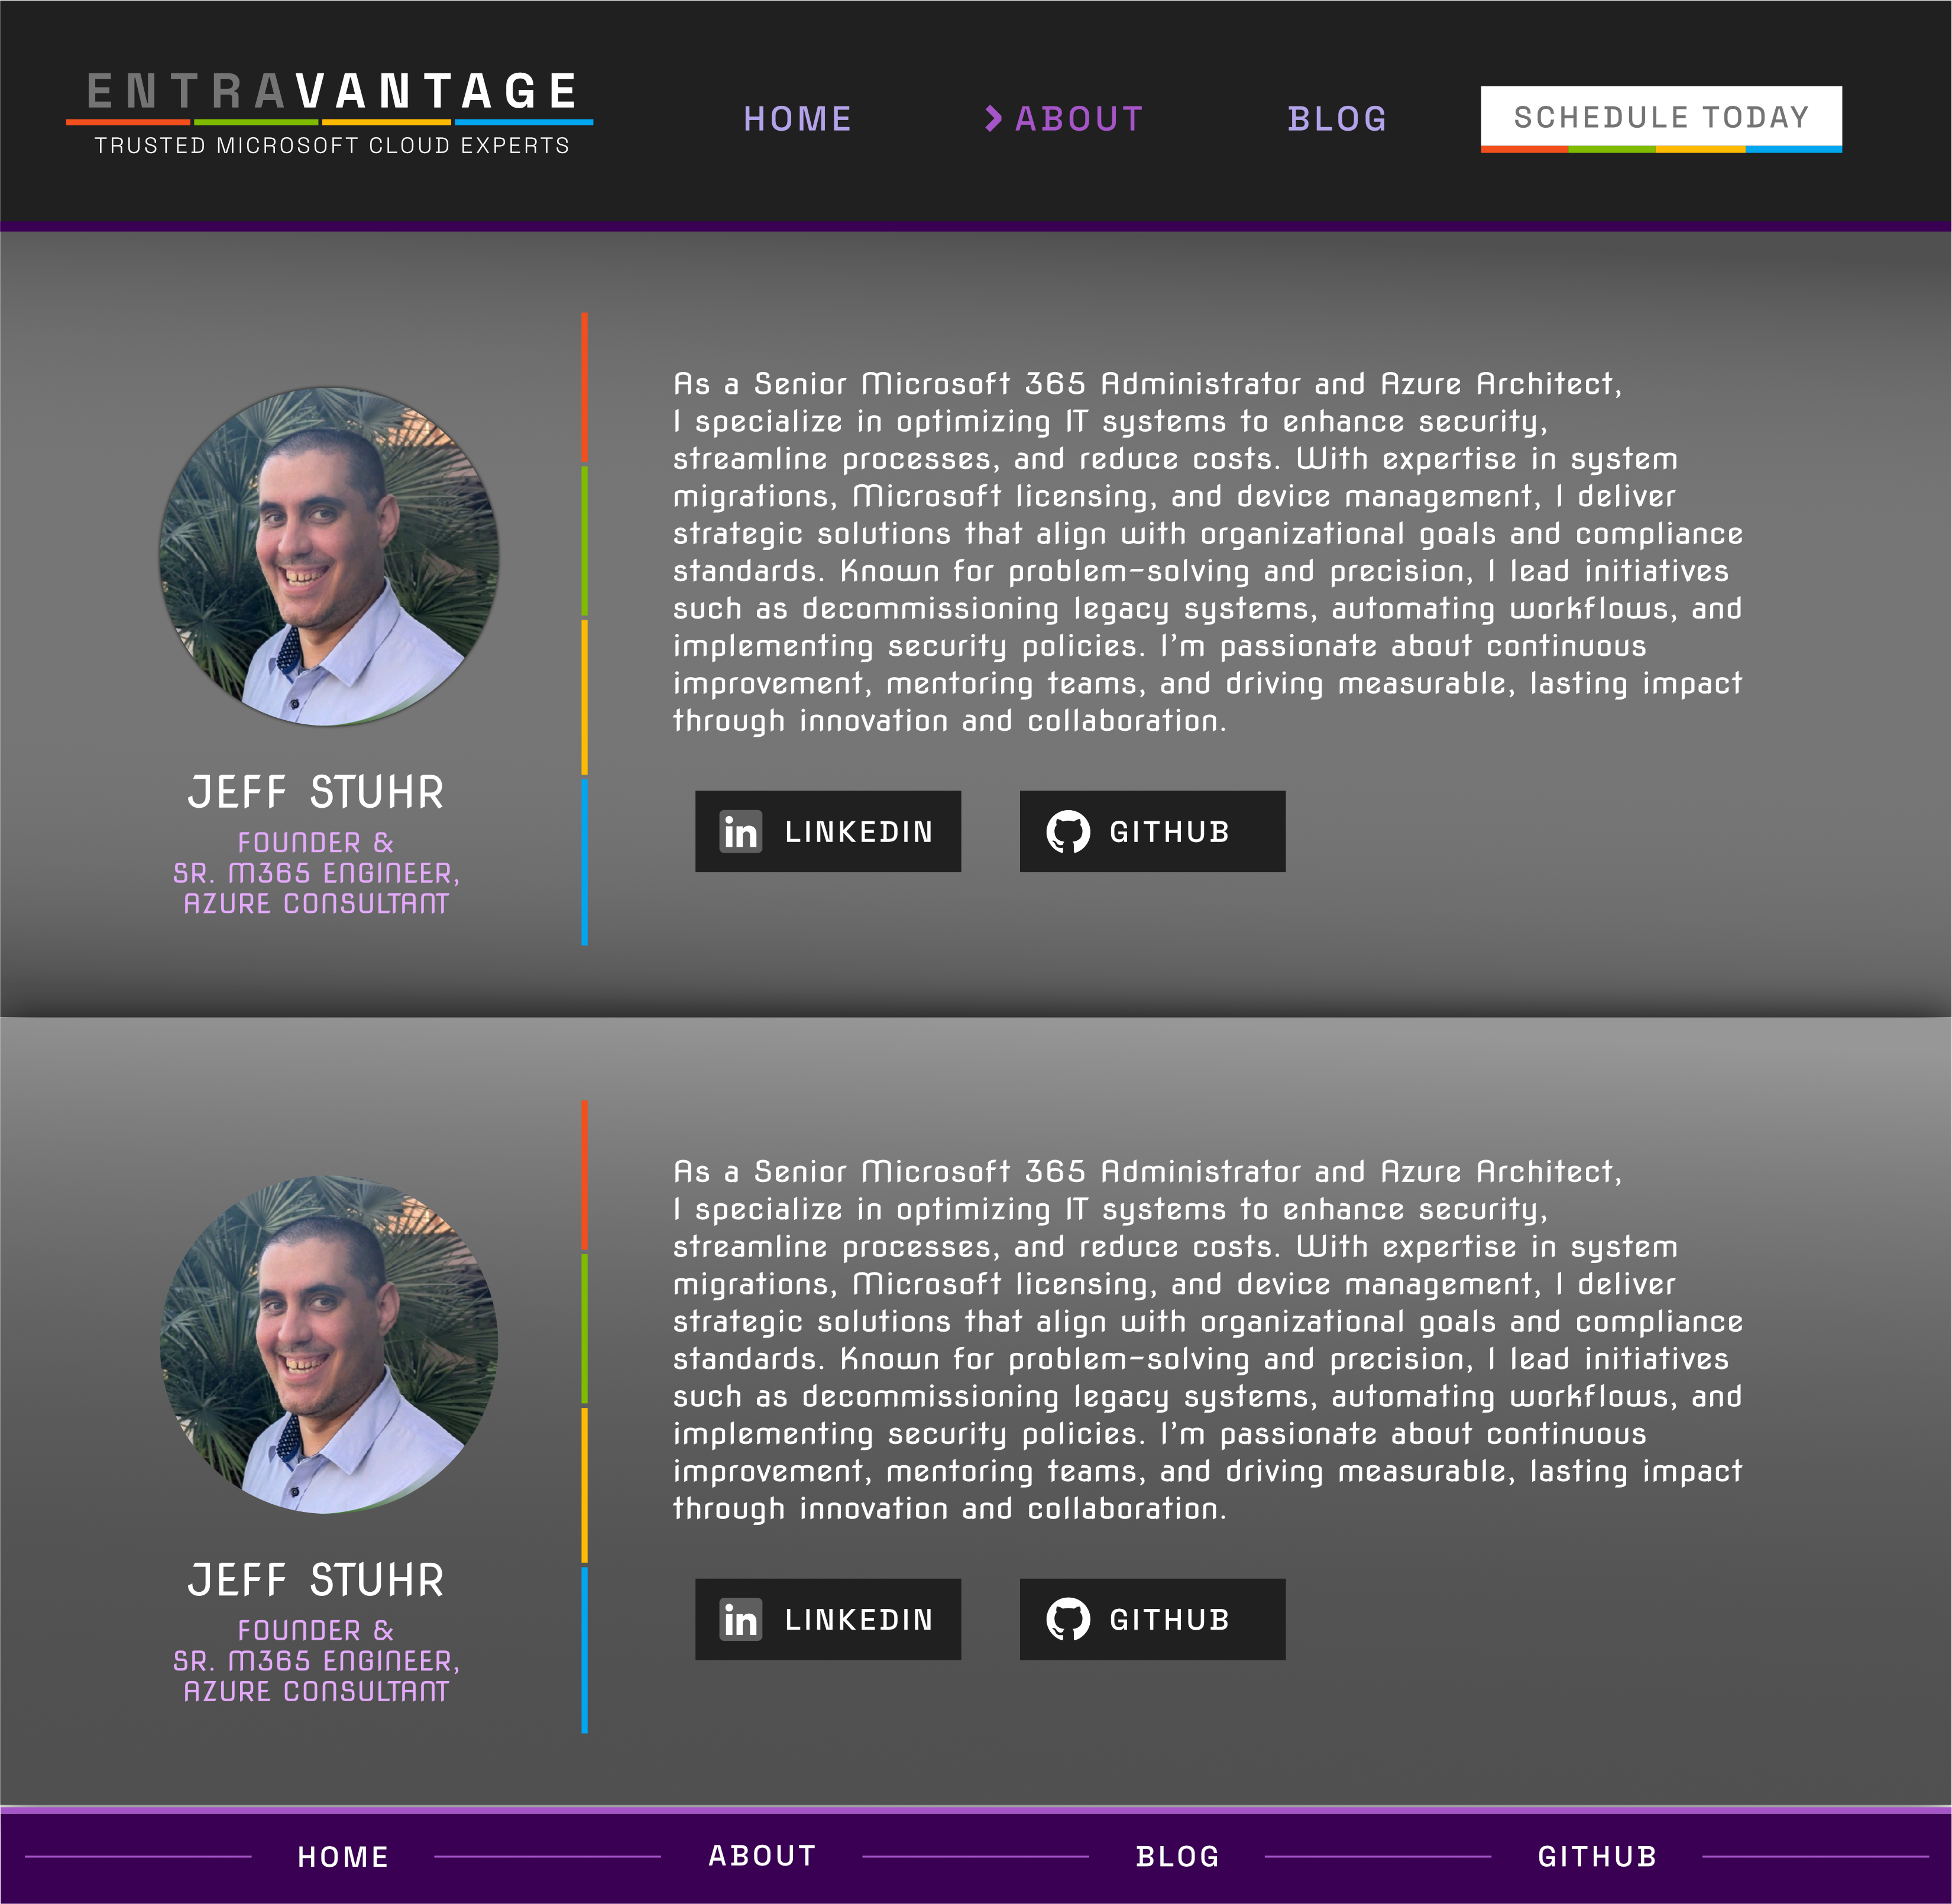 ENTRAVANTAGE
TRUSTED MICROSOFT CLOUD EXPERTS
HOME
ABOUT
BLOG
SCHEDULE TODAY
As a Senior Microsoft 365 Administrator and Azure Architect,
I specialize in optimizing IT systems to enhance security,
streamline processes, and reduce costs. With expertise in system
migrations, Microsoft licensing, and device management, I deliver
strategic solutions that align with organizational goals and compliance
standards. Known for problem-solving and precision, I lead initiatives
such as decommissioning legacy systems, automating workflows, and
implementing security policies. I'm passionate about continuous
improvement, mentoring teams, and driving measurable, lasting impact
through innovation and collaboration.
JEFF STUHR
FOUNDER &
SR. M365 ENGINEER,
AZURE CONSULTANT
in LINKEDIN
GITHUB
As a Senior Microsoft 365 Administrator and Azure Architect,
I specialize in optimizing IT systems to enhance security,
streamline processes, and reduce costs. With expertise in system
migrations, Microsoft licensing, and device management, I deliver
strategic solutions that align with organizational goals and compliance
standards. Known for problem-solving and precision, I lead initiatives
such as decommissioning legacy systems, automating workflows, and
implementing security policies. I'm passionate about continuous
improvement, mentoring teams, and driving measurable, lasting impact
through innovation and collaboration.
JEFF STUHR
FOUNDER &
SR. M365 ENGINEER,
AZURE CONSULTANT
in LINKEDIN
GITHUB
HOME
ABOUT
BLOG
GITHUB